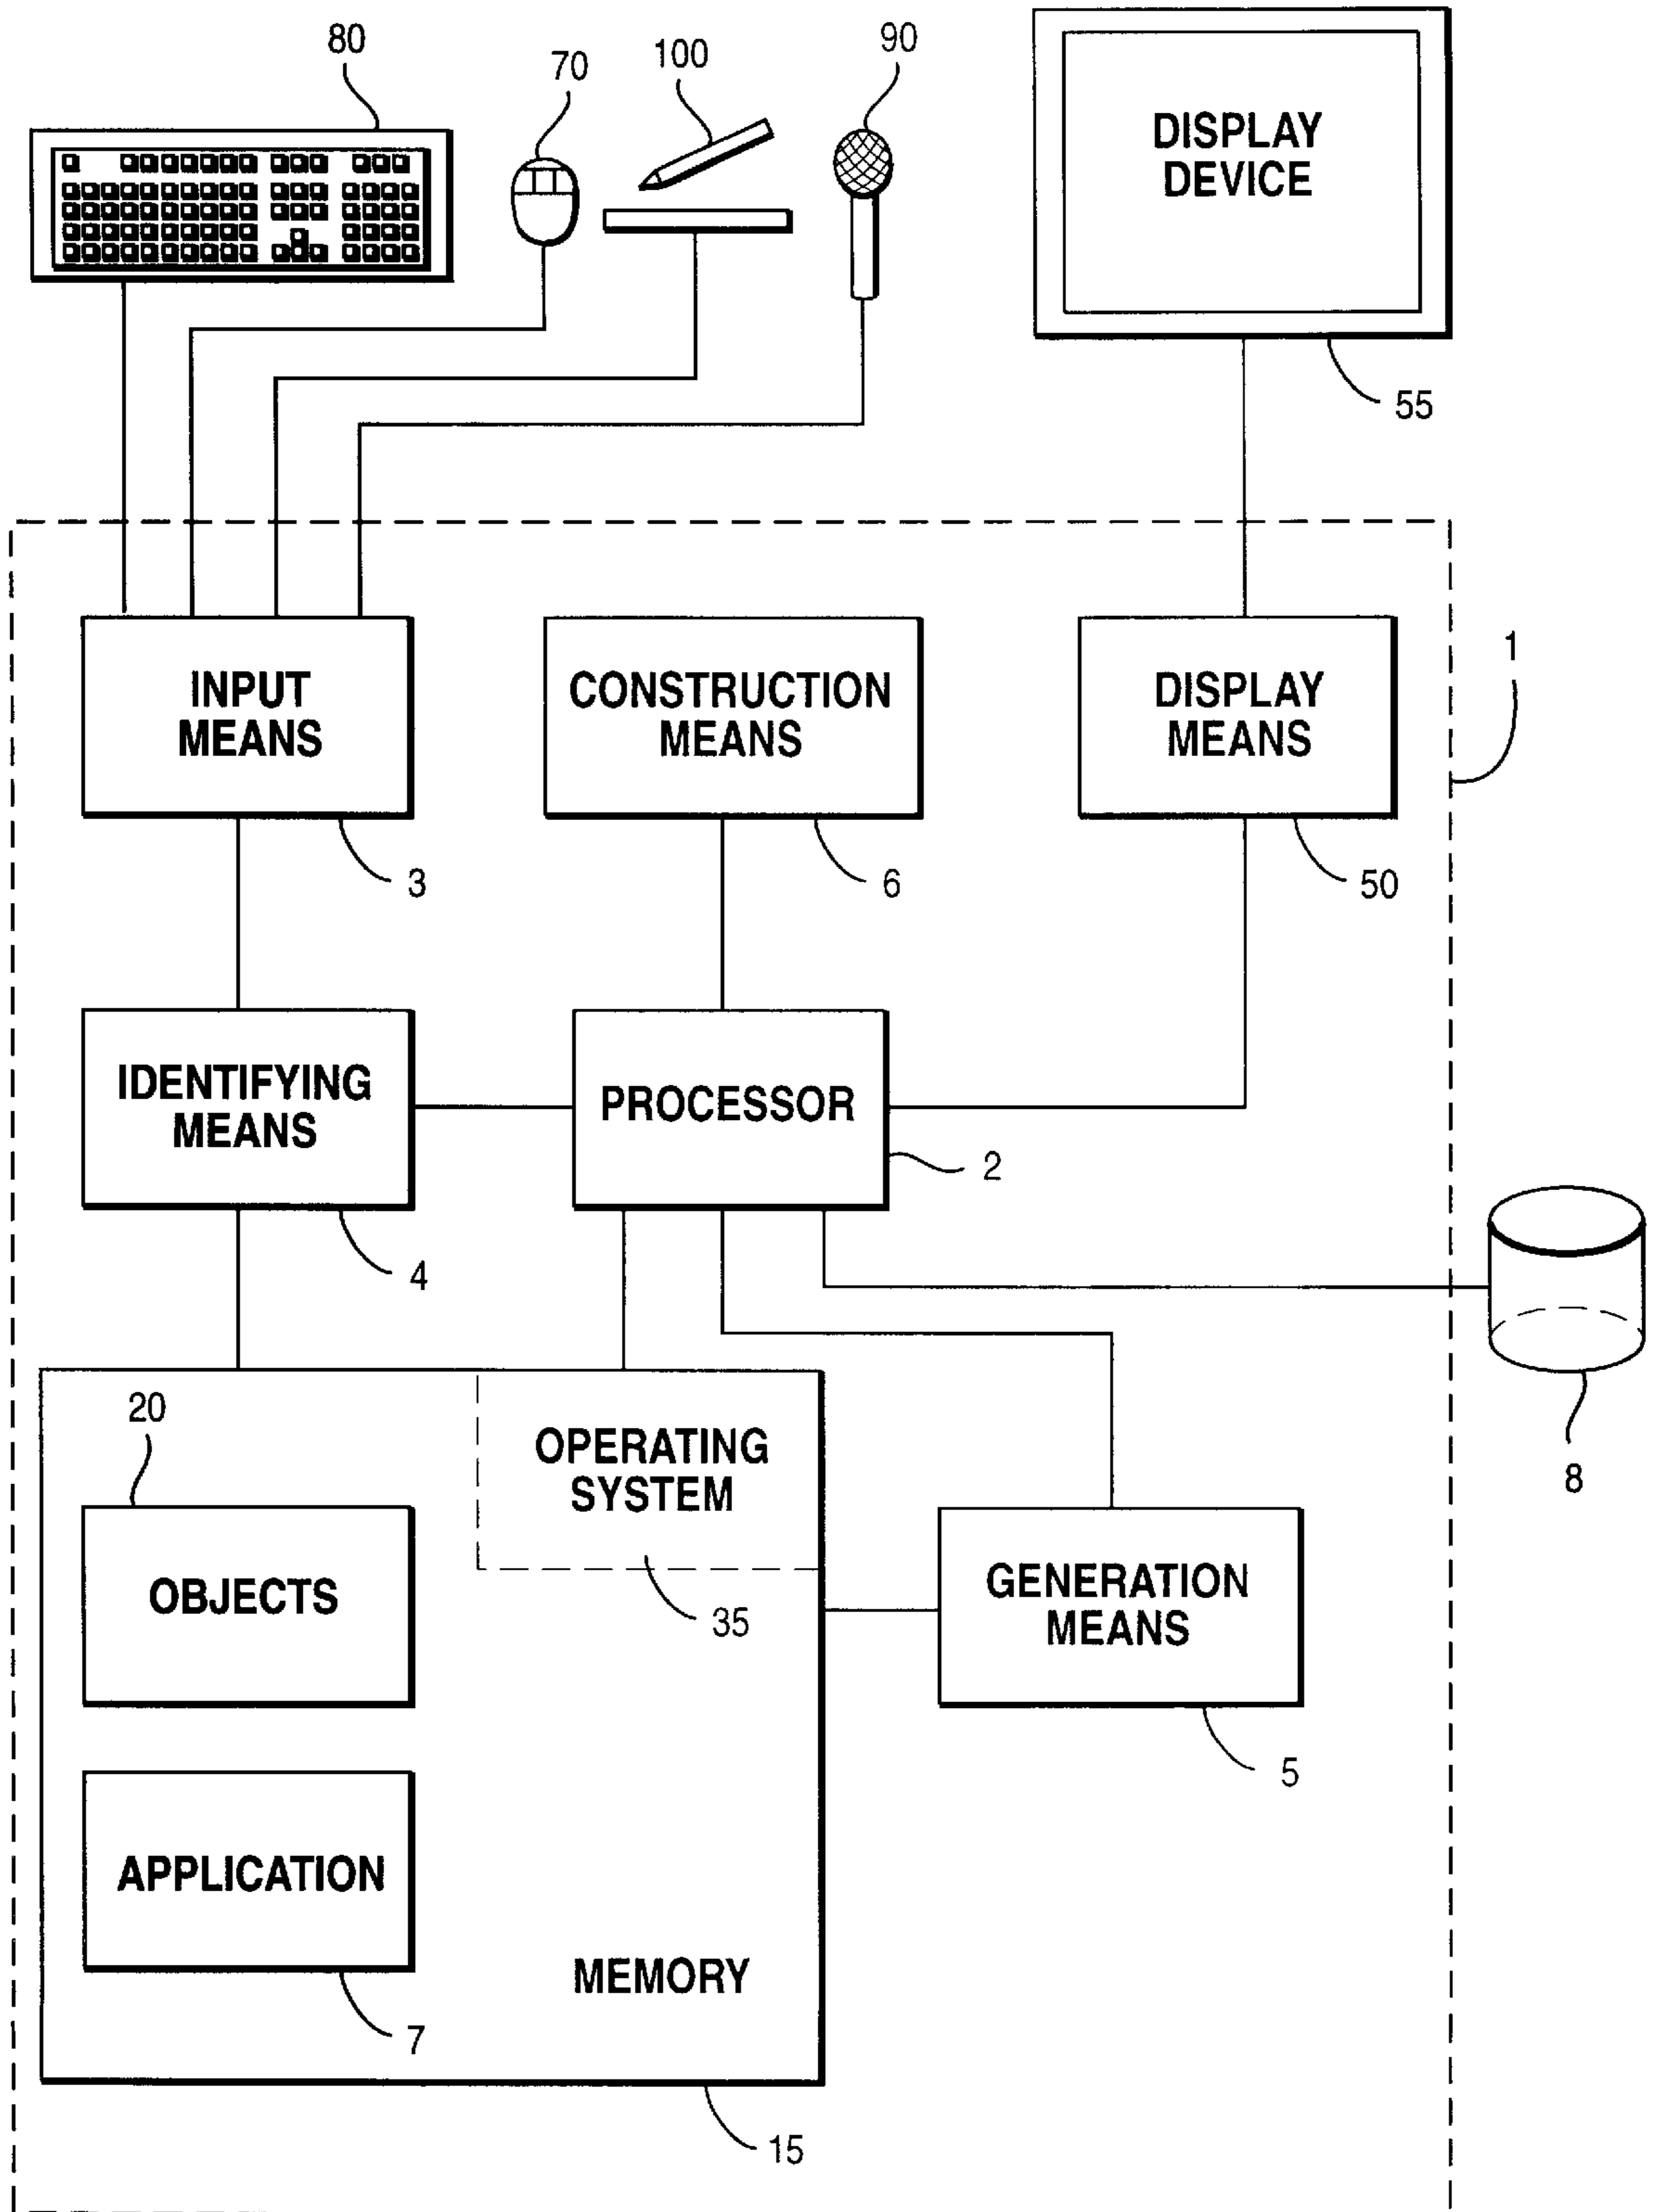 80
70
100
90
DISPLAY
DEVICE
55
INPUT
MEANS
3
CONSTRUCTION
MEANS
6
DISPLAY
MEANS
50
1
IDENTIFYING
MEANS
4
PROCESSOR
2
8
20
OBJECTS
OPERATING
SYSTEM
35
GENERATION
MEANS
5
APPLICATION
7
MEMORY
15